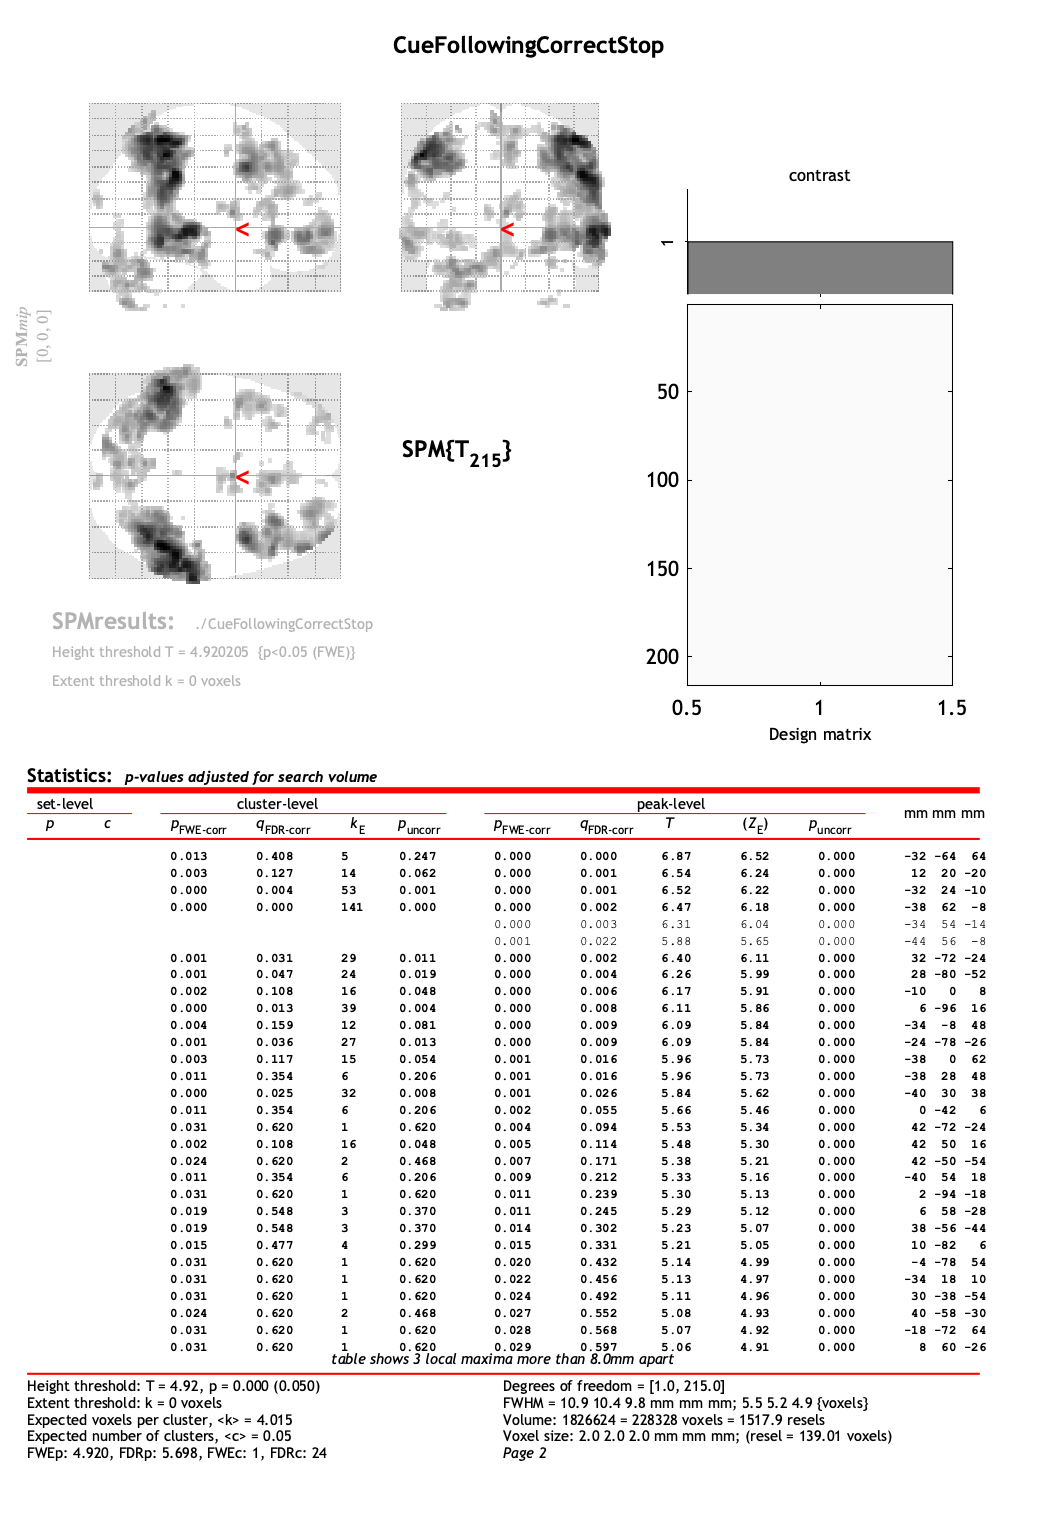 CueFollowingCorrectStop
contrast
1
SPMmip
[0, 0, 0]
<
<
<
SPM{T215}
50
100
150
200
0.5 1 1.5
Design matrix
SPMresults: ./CueFollowingCorrectStop
Height threshold T = 4.920205 {p<0.05 (FWE)}
Extent threshold k = 0 voxels
Statistics: p-values adjusted for search volume
set-level cluster-level peak-level
p c pFWE-corr qFDR-corr kE puncorr pFWE-corr qFDR-corr T (ZE) puncorr mm mm mm
0.013 0.408 5 0.247 0.000 0.000 6.87 6.52 0.000 -32 -64 64
0.003 0.127 14 0.062 0.000 0.001 6.54 6.24 0.000 12 20 -20
0.000 0.004 53 0.001 0.000 0.001 6.52 6.22 0.000 -32 24 -10
0.000 0.000 141 0.000 0.000 0.002 6.47 6.18 0.000 -38 62 -8
0.000 0.003 6.31 6.04 0.000 -34 54 -14
0.001 0.022 5.88 5.65 0.000 -44 56 -8
0.001 0.031 29 0.011 0.000 0.002 6.40 6.11 0.000 32 -72 -24
0.001 0.047 24 0.019 0.000 0.004 6.26 5.99 0.000 28 -80 -52
0.002 0.108 16 0.048 0.000 0.006 6.17 5.91 0.000 -10 0 8
0.000 0.013 39 0.004 0.000 0.008 6.11 5.86 0.000 6 -96 16
0.004 0.159 12 0.081 0.000 0.009 6.09 5.84 0.000 -34 -8 48
0.001 0.036 27 0.013 0.000 0.009 6.09 5.84 0.000 -24 -78 -26
0.003 0.117 15 0.054 0.001 0.016 5.96 5.73 0.000 -38 0 62
0.011 0.354 6 0.206 0.001 0.016 5.96 5.73 0.000 -38 28 48
0.000 0.025 32 0.008 0.001 0.026 5.84 5.62 0.000 -40 30 38
0.011 0.354 6 0.206 0.002 0.055 5.66 5.46 0.000 0 -42 6
0.031 0.620 1 0.620 0.004 0.094 5.53 5.34 0.000 42 -72 -24
0.002 0.108 16 0.048 0.005 0.114 5.48 5.30 0.000 42 50 16
0.024 0.620 2 0.468 0.007 0.171 5.38 5.21 0.000 42 -50 -54
0.011 0.354 6 0.206 0.009 0.212 5.33 5.16 0.000 -40 54 18
0.031 0.620 1 0.620 0.011 0.239 5.30 5.13 0.000 2 -94 -18
0.019 0.548 3 0.370 0.011 0.245 5.29 5.12 0.000 6 58 -28
0.019 0.548 3 0.370 0.014 0.302 5.23 5.07 0.000 38 -56 -44
0.015 0.477 4 0.299 0.015 0.331 5.21 5.05 0.000 10 -82 6
0.031 0.620 1 0.620 0.020 0.432 5.14 4.99 0.000 -4 -78 54
0.031 0.620 1 0.620 0.022 0.456 5.13 4.97 0.000 -34 18 10
0.031 0.620 1 0.620 0.024 0.492 5.11 4.96 0.000 30 -38 -54
0.024 0.620 2 0.468 0.027 0.552 5.08 4.93 0.000 40 -58 -30
0.031 0.620 1 0.620 0.028 0.568 5.07 4.92 0.000 -18 -72 64
0.031 0.620 1 0.620 0.029 0.597 5.06 4.91 0.000 8 60 -26
table shows 3 local maxima more than 8.0mm apart
Height threshold: T = 4.92, p = 0.000 (0.050)
Extent threshold: k = 0 voxels
Expected voxels per cluster, <k> = 4.015
Expected number of clusters, <c> = 0.05
FWEp: 4.920, FDRp: 5.698, FWEc: 1, FDRc: 24
Degrees of freedom = [1.0, 215.0]
FWHM = 10.9 10.4 9.8 mm mm mm; 5.5 5.2 4.9 {voxels}
Volume: 1826624 = 228328 voxels = 1517.9 resels
Voxel size: 2.0 2.0 2.0 mm mm mm; (resel = 139.01 voxels)
Page 2